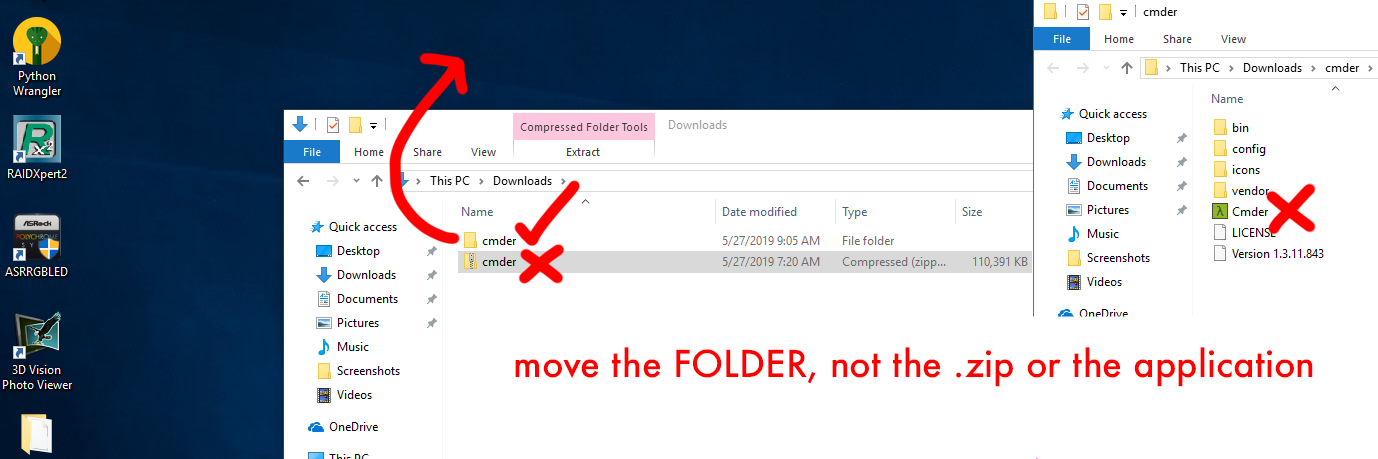 Python
Wrangler
RAIDXpert2
ASRock
POLYCHROME
SY
ASRRGBLED
3D Vision
Photo Viewer
Compressed Folder Tools
Downloads
File
Home
Share
View
Extract
This PC
Downloads
Name
Date modified
Type
Size
Quick access
Desktop
Downloads
Documents
Pictures
Music
Screenshots
Videos
OneDrive
This PC
cmder
5/27/2019 9:05 AM
File folder
cmder
5/27/2019 7:20 AM
Compressed (zipp...
110,391 KB
cmder
File
Home
Share
View
This PC
Downloads
cmder
Name
Quick access
Desktop
Downloads
Documents
Pictures
Music
Screenshots
Videos
OneDrive
bin
config
icons
vendor
Cmder
LICENSE
Version 1.3.11.843
move the FOLDER, not the .zip or the application